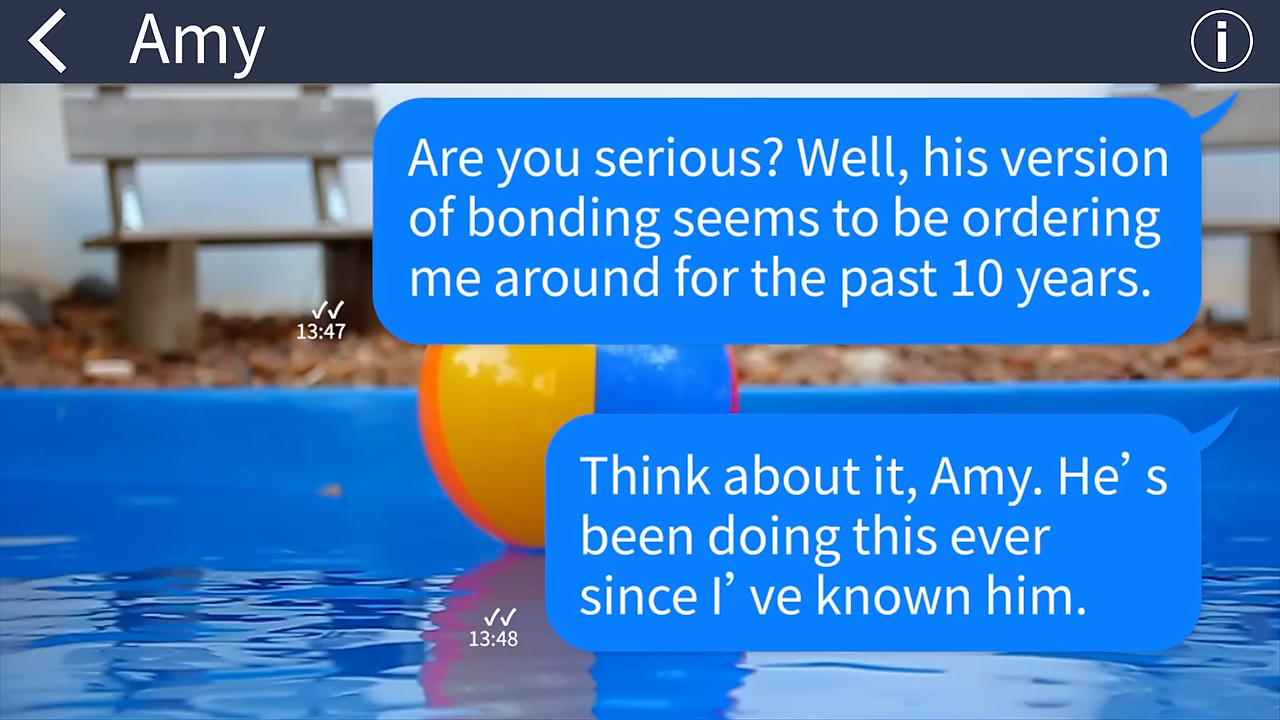 Amy
Are you serious? Well, his version
of bonding seems to be ordering
me around for the past 10 years.
13:47
Think about it, Amy. He’ s
been doing this ever
since I’ ve known him.
13:48